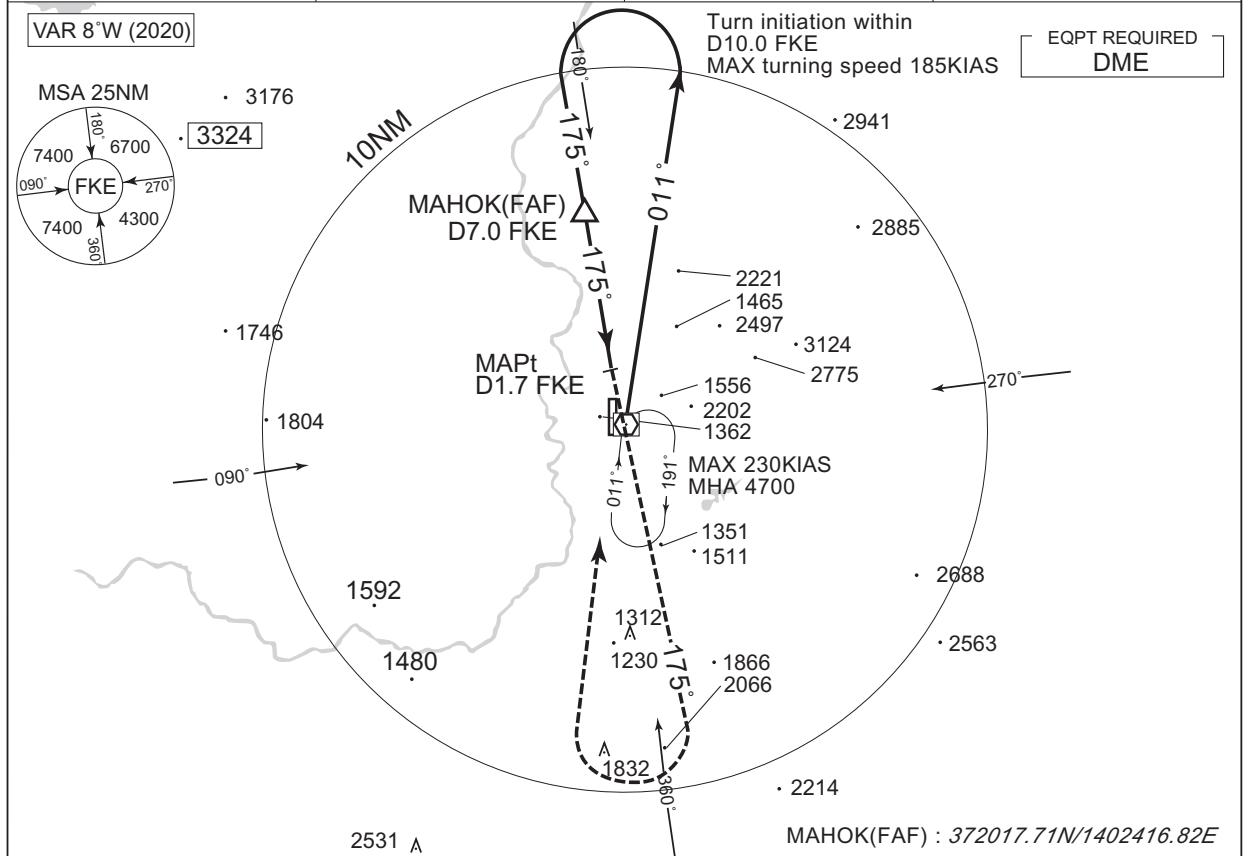 VAR 8°W (2020)
Turn initiation within
D10.0 FKE
MAX turning speed 185KIAS
EQPT REQUIRED
DME
MSA 25NM
180°
7400
6700
090°
FKE
270°
7400
4300
360°
3176
3324
10NM
180°
175°
011°
2941
MAHOK(FAF)
D7.0 FKE
175°
2885
2221
1465
2497
3124
2775
1746
MAPt
D1.7 FKE
270°
1556
2202
1362
1804
090°
011°
191°
MAX 230KIAS
MHA 4700
1351
1511
2688
1592
1312
1230
2563
1480
175°
1866
2066
1832
360°
2214
2531
MAHOK(FAF) : 372017.71N/1402416.82E